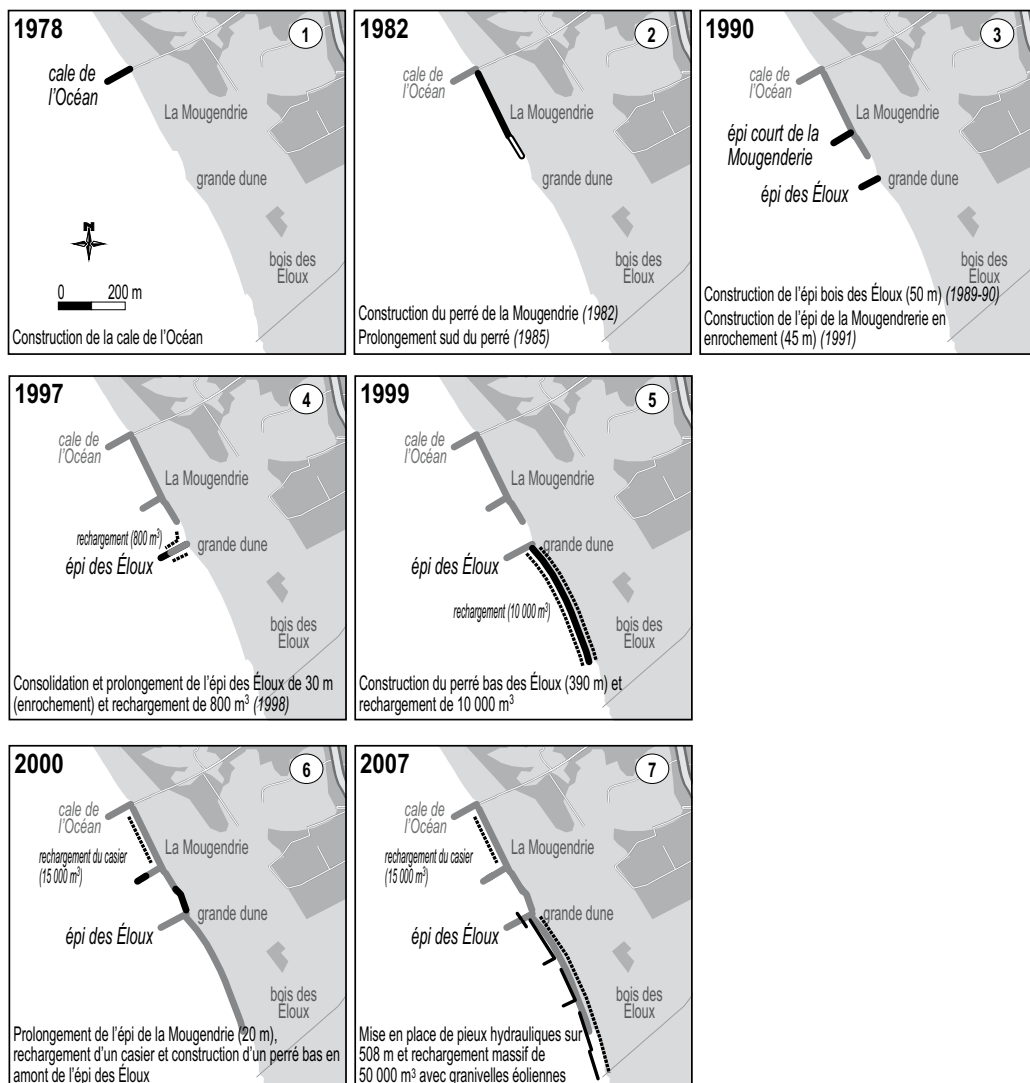 1978
1
cale de
l'Océan
La Mougendrie
grande dune
N
bois des
Éloux
0 200 m
Construction de la cale de l'Océan
1982
2
cale de
l'Océan
La Mougendrie
grande dune
bois des
Éloux
Construction du perré de la Mougendrie (1982)
Prolongement sud du perré (1985)
1990
3
cale de
l'Océan
La Mougendrie
épi court de la
Mougenderie
grande dune
épi des Éloux
bois des
Éloux
Construction de l'épi bois des Éloux (50 m) (1989-90)
Construction de l'épi de la Mougendrerie en
enrochement (45 m) (1991)
1997
4
cale de
l'Océan
La Mougendrie
rechargement (800 m³)
grande dune
épi des Éloux
bois des
Éloux
Consolidation et prolongement de l'épi des Éloux de 30 m
(enrochement) et rechargement de 800 m³ (1998)
1999
5
cale de
l'Océan
La Mougendrie
grande dune
épi des Éloux
rechargement (10 000 m³)
bois des
Éloux
Construction du perré bas des Éloux (390 m) et
rechargement de 10 000 m³
2000
6
cale de
l'Océan
La Mougendrie
rechargement du casier
(15 000 m³)
grande dune
épi des Éloux
bois des
Éloux
Prolongement de l'épi de la Mougendrie (20 m),
rechargement d'un casier et construction d'un perré bas en
amont de l'épi des Éloux
2007
7
cale de
l'Océan
La Mougendrie
rechargement du casier
(15 000 m³)
grande dune
épi des Éloux
bois des
Éloux
Mise en place de pieux hydrauliques sur
508 m et rechargement massif de
50 000 m³ avec granivelles éoliennes